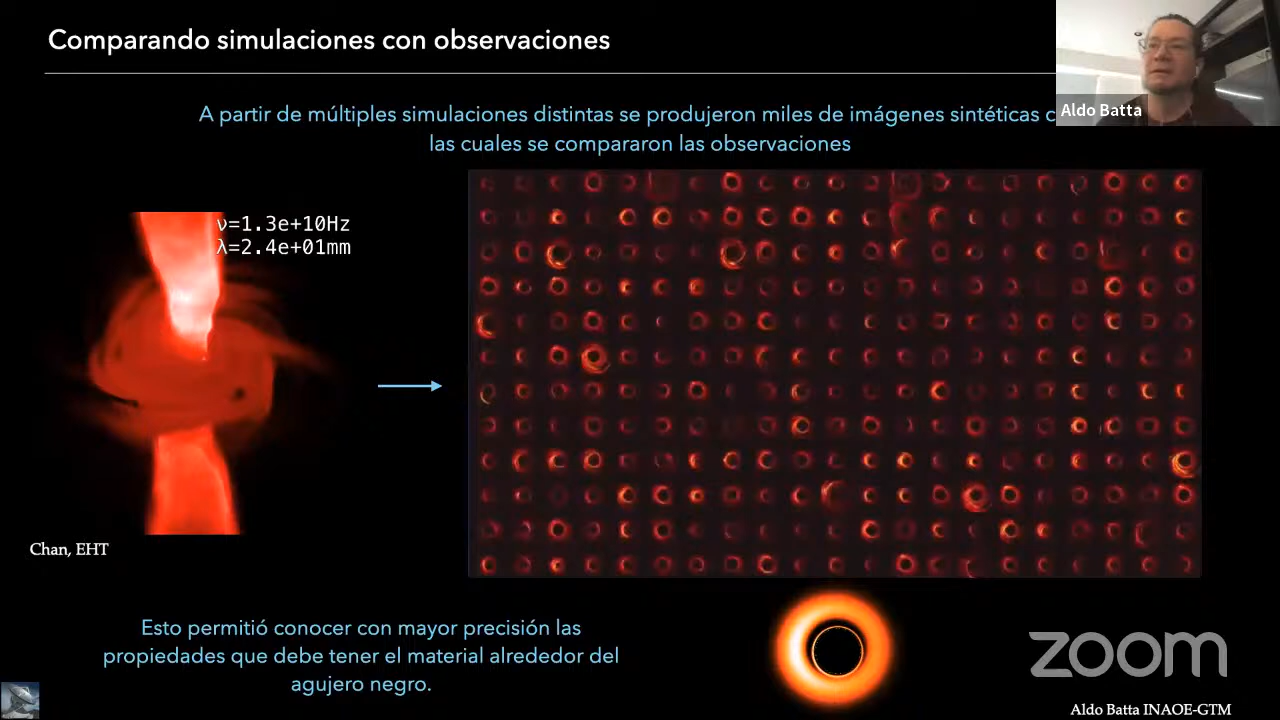 Comparando simulaciones con observaciones
Aldo Batta
A partir de múltiples simulaciones distintas se produjeron miles de imágenes sintéticas
las cuales se compararon las observaciones
ν=1.3e+10Hz
λ=2.4e+01mm
Chan, EHT
Esto permitió conocer con mayor precisión las
propiedades que debe tener el material alrededor del
agujero negro.
zoom
Aldo Batta INAOE-GTM